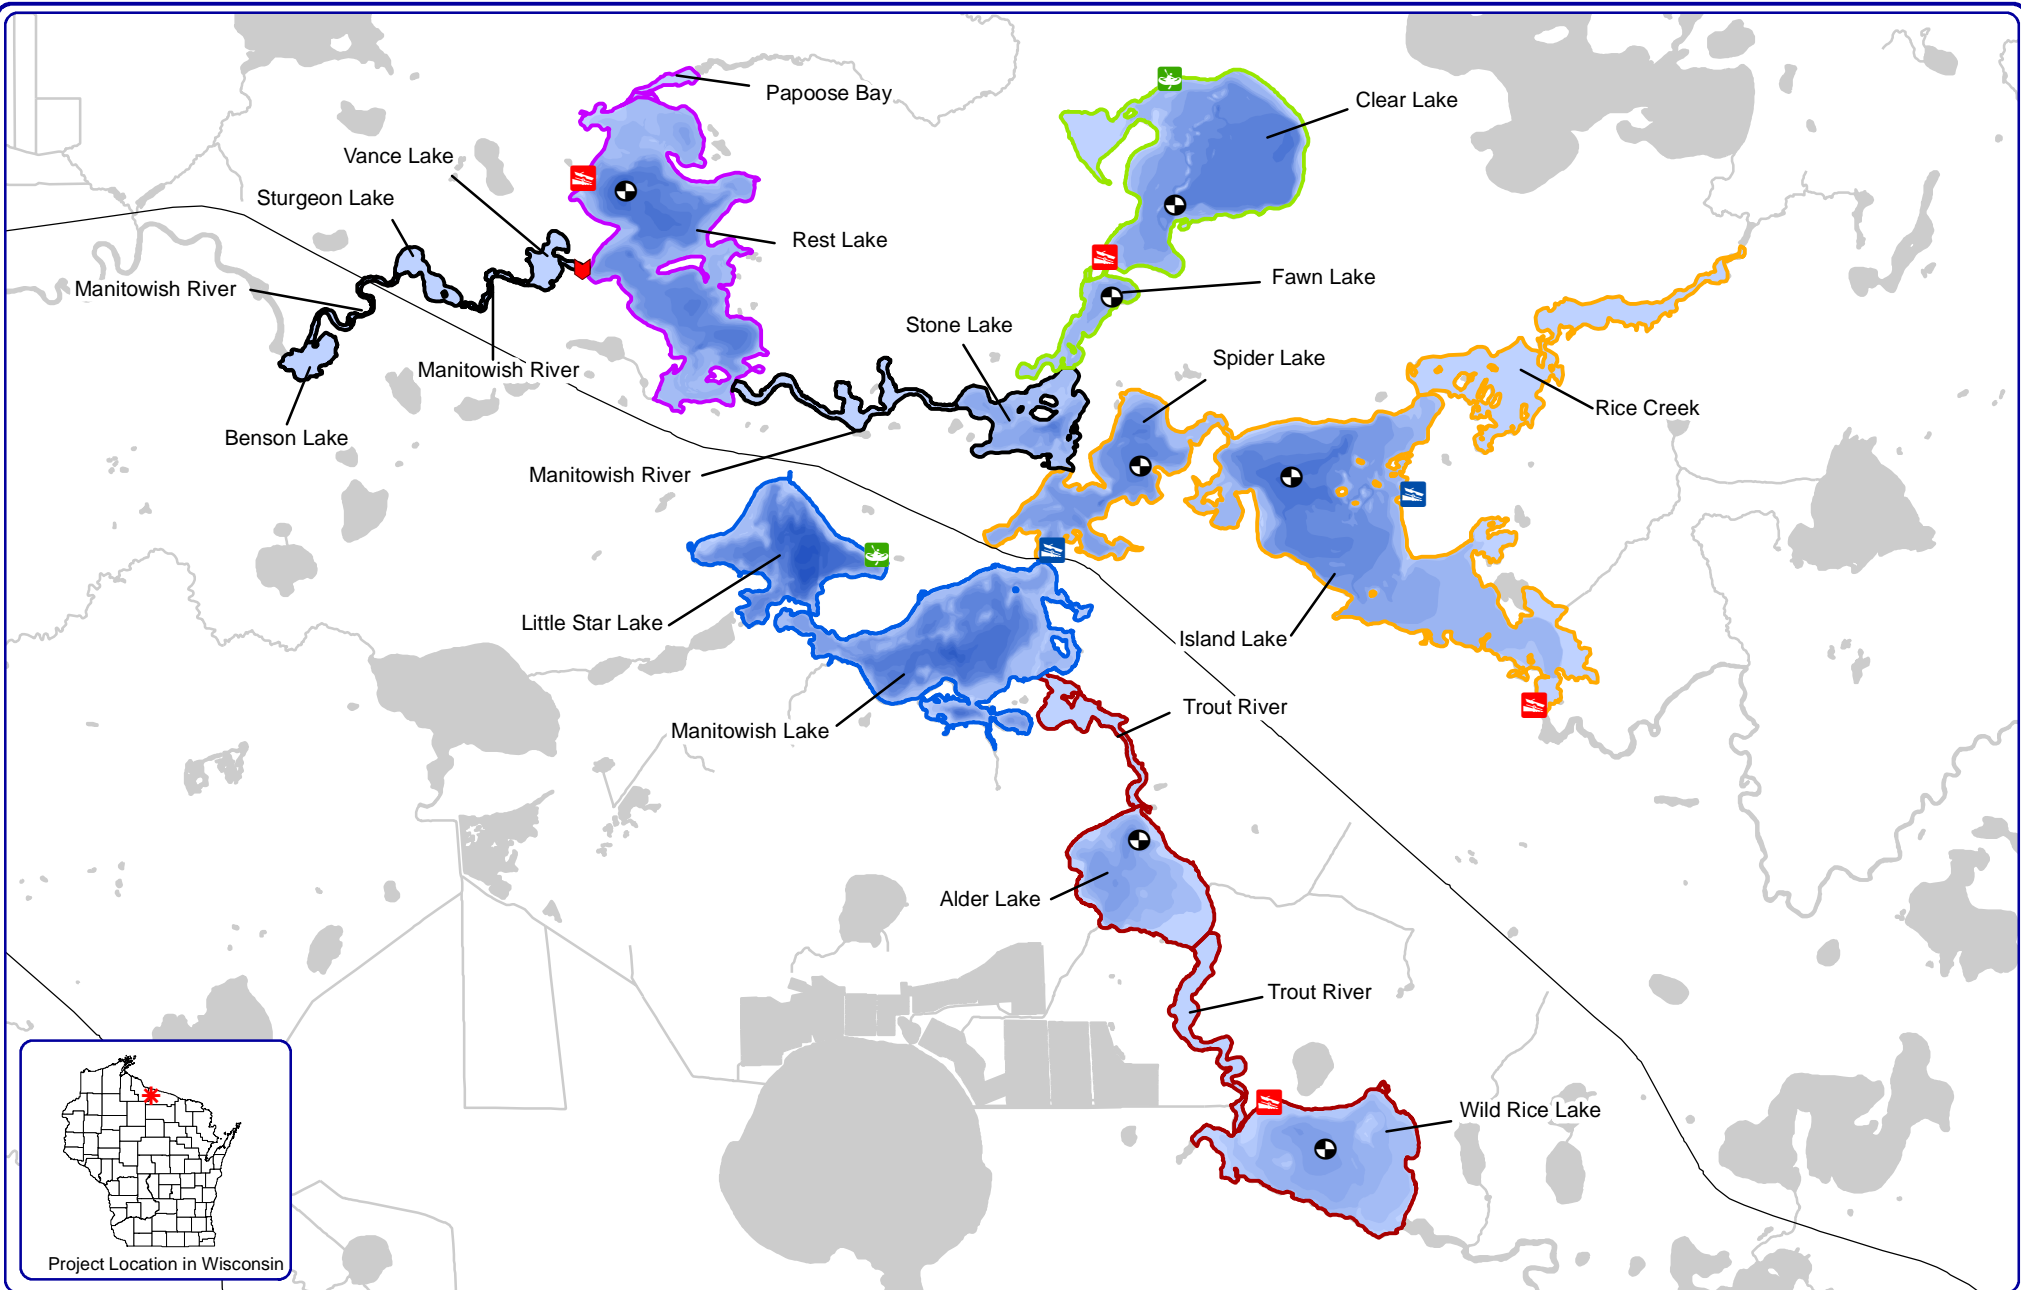 Papoose Bay
Clear Lake
Vance Lake
Sturgeon Lake
Rest Lake
Fawn Lake
Manitowish River
Stone Lake
Spider Lake
Manitowish River
Rice Creek
Benson Lake
Manitowish River
Little Star Lake
Island Lake
Trout River
Manitowish Lake
Alder Lake
Trout River
Wild Rice Lake
Project Location in Wisconsin